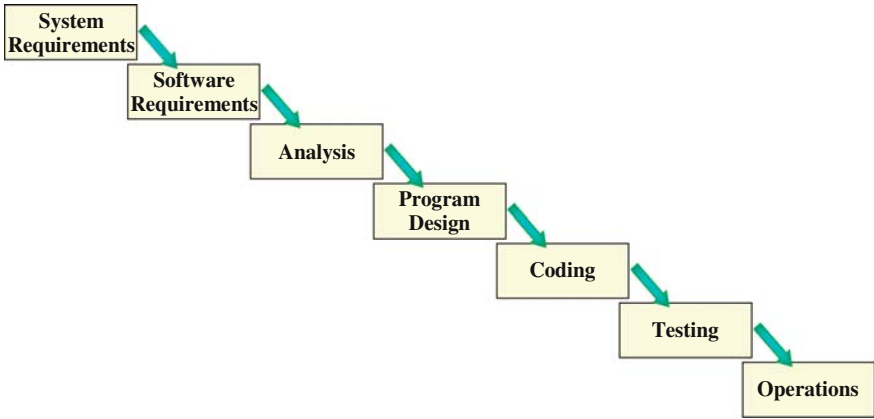 System
Requirements
Software
Requirements
Analysis
Program
Design
Coding
Testing
Operations